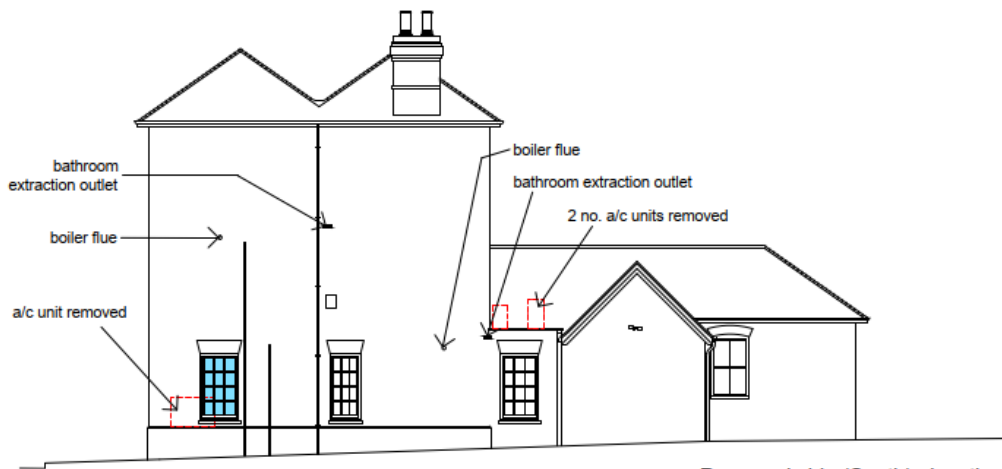 boiler flue
bathroom
extraction outlet
bathroom extraction outlet
2 no. a/c units removed
boiler flue
a/c unit removed